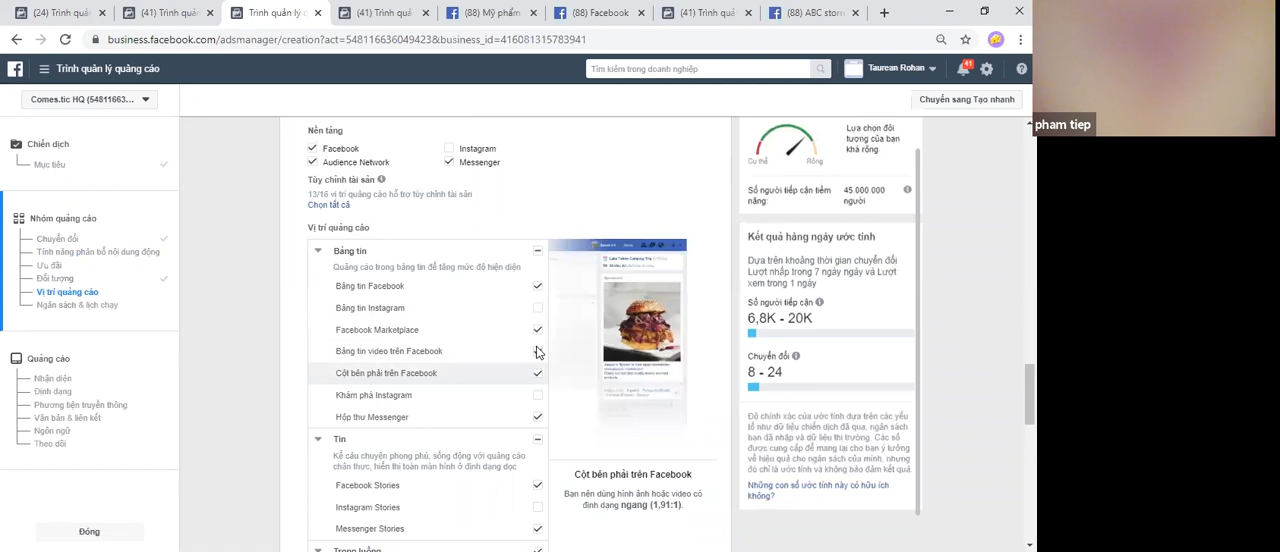 (24) Trình quả
(41) Trình quả
Trình quản lý q
(41) Trình quả
(88) Mỹ phẩm
(88) Facebook
(41) Trình quả
(88) ABC storn
business.facebook.com/adsmanager/creation?act=548116636049423&business_id=416081315783941
Trình quản lý quảng cáo
Tìm kiếm trong doanh nghiệp
Taurean Rohan
41
Comes.tic HQ (54811663...
Chuyển sang Tạo nhanh
pham tiep
Chiến dịch
Mục tiêu
Nhóm quảng cáo
Chuyển đổi
Tính năng phân bổ nội dung động
Ưu đãi
Đối tượng
Vị trí quảng cáo
Ngân sách & lịch chạy
Quảng cáo
Nhận diện
Định dạng
Phương tiện truyền thông
Văn bản & liên kết
Ngôn ngữ
Theo dõi
Đóng
Nền tảng
Facebook
Instagram
Audience Network
Messenger
Tùy chỉnh tài sản
13/16 vị trí quảng cáo hỗ trợ tùy chỉnh tài sản
Chọn tất cả
Vị trí quảng cáo
Bảng tin
Quảng cáo trong bảng tin để tăng mức độ hiện diện
Bảng tin Facebook
Bảng tin Instagram
Facebook Marketplace
Bảng tin video trên Facebook
Cột bên phải trên Facebook
Khám phá Instagram
Hộp thư Messenger
Tin
Kể câu chuyện phong phú, sống động với quảng cáo
chân thực, hiển thị toàn màn hình ở định dạng dọc
Facebook Stories
Instagram Stories
Messenger Stories
Trong luồng
Cột bên phải trên Facebook
Bạn nên dùng hình ảnh hoặc video có
định dạng ngang (1,91:1).
Cụ thể
Rộng
Lựa chọn đối
tượng của bạn
khá rộng.
Số người tiếp cận tiềm
năng:
45 000 000
người
Kết quả hàng ngày ước tính
Dựa trên khoảng thời gian chuyển đổi
Lượt nhấp trong 7 ngày ngày và Lượt
xem trong 1 ngày
Số người tiếp cận
6,8K - 20K
Chuyển đổi
8 - 24
Độ chính xác của ước tính dựa trên các yếu
tố như dữ liệu chiến dịch đã qua, ngân sách
bạn đã nhập và dữ liệu thị trường. Các số
được cung cấp để mang lại cho bạn ý tưởng
về hiệu quả cho ngân sách của mình, nhưng
đó chỉ là ước tính và không bảo đảm kết quả.
Những con số ước tính này có hữu ích
không?